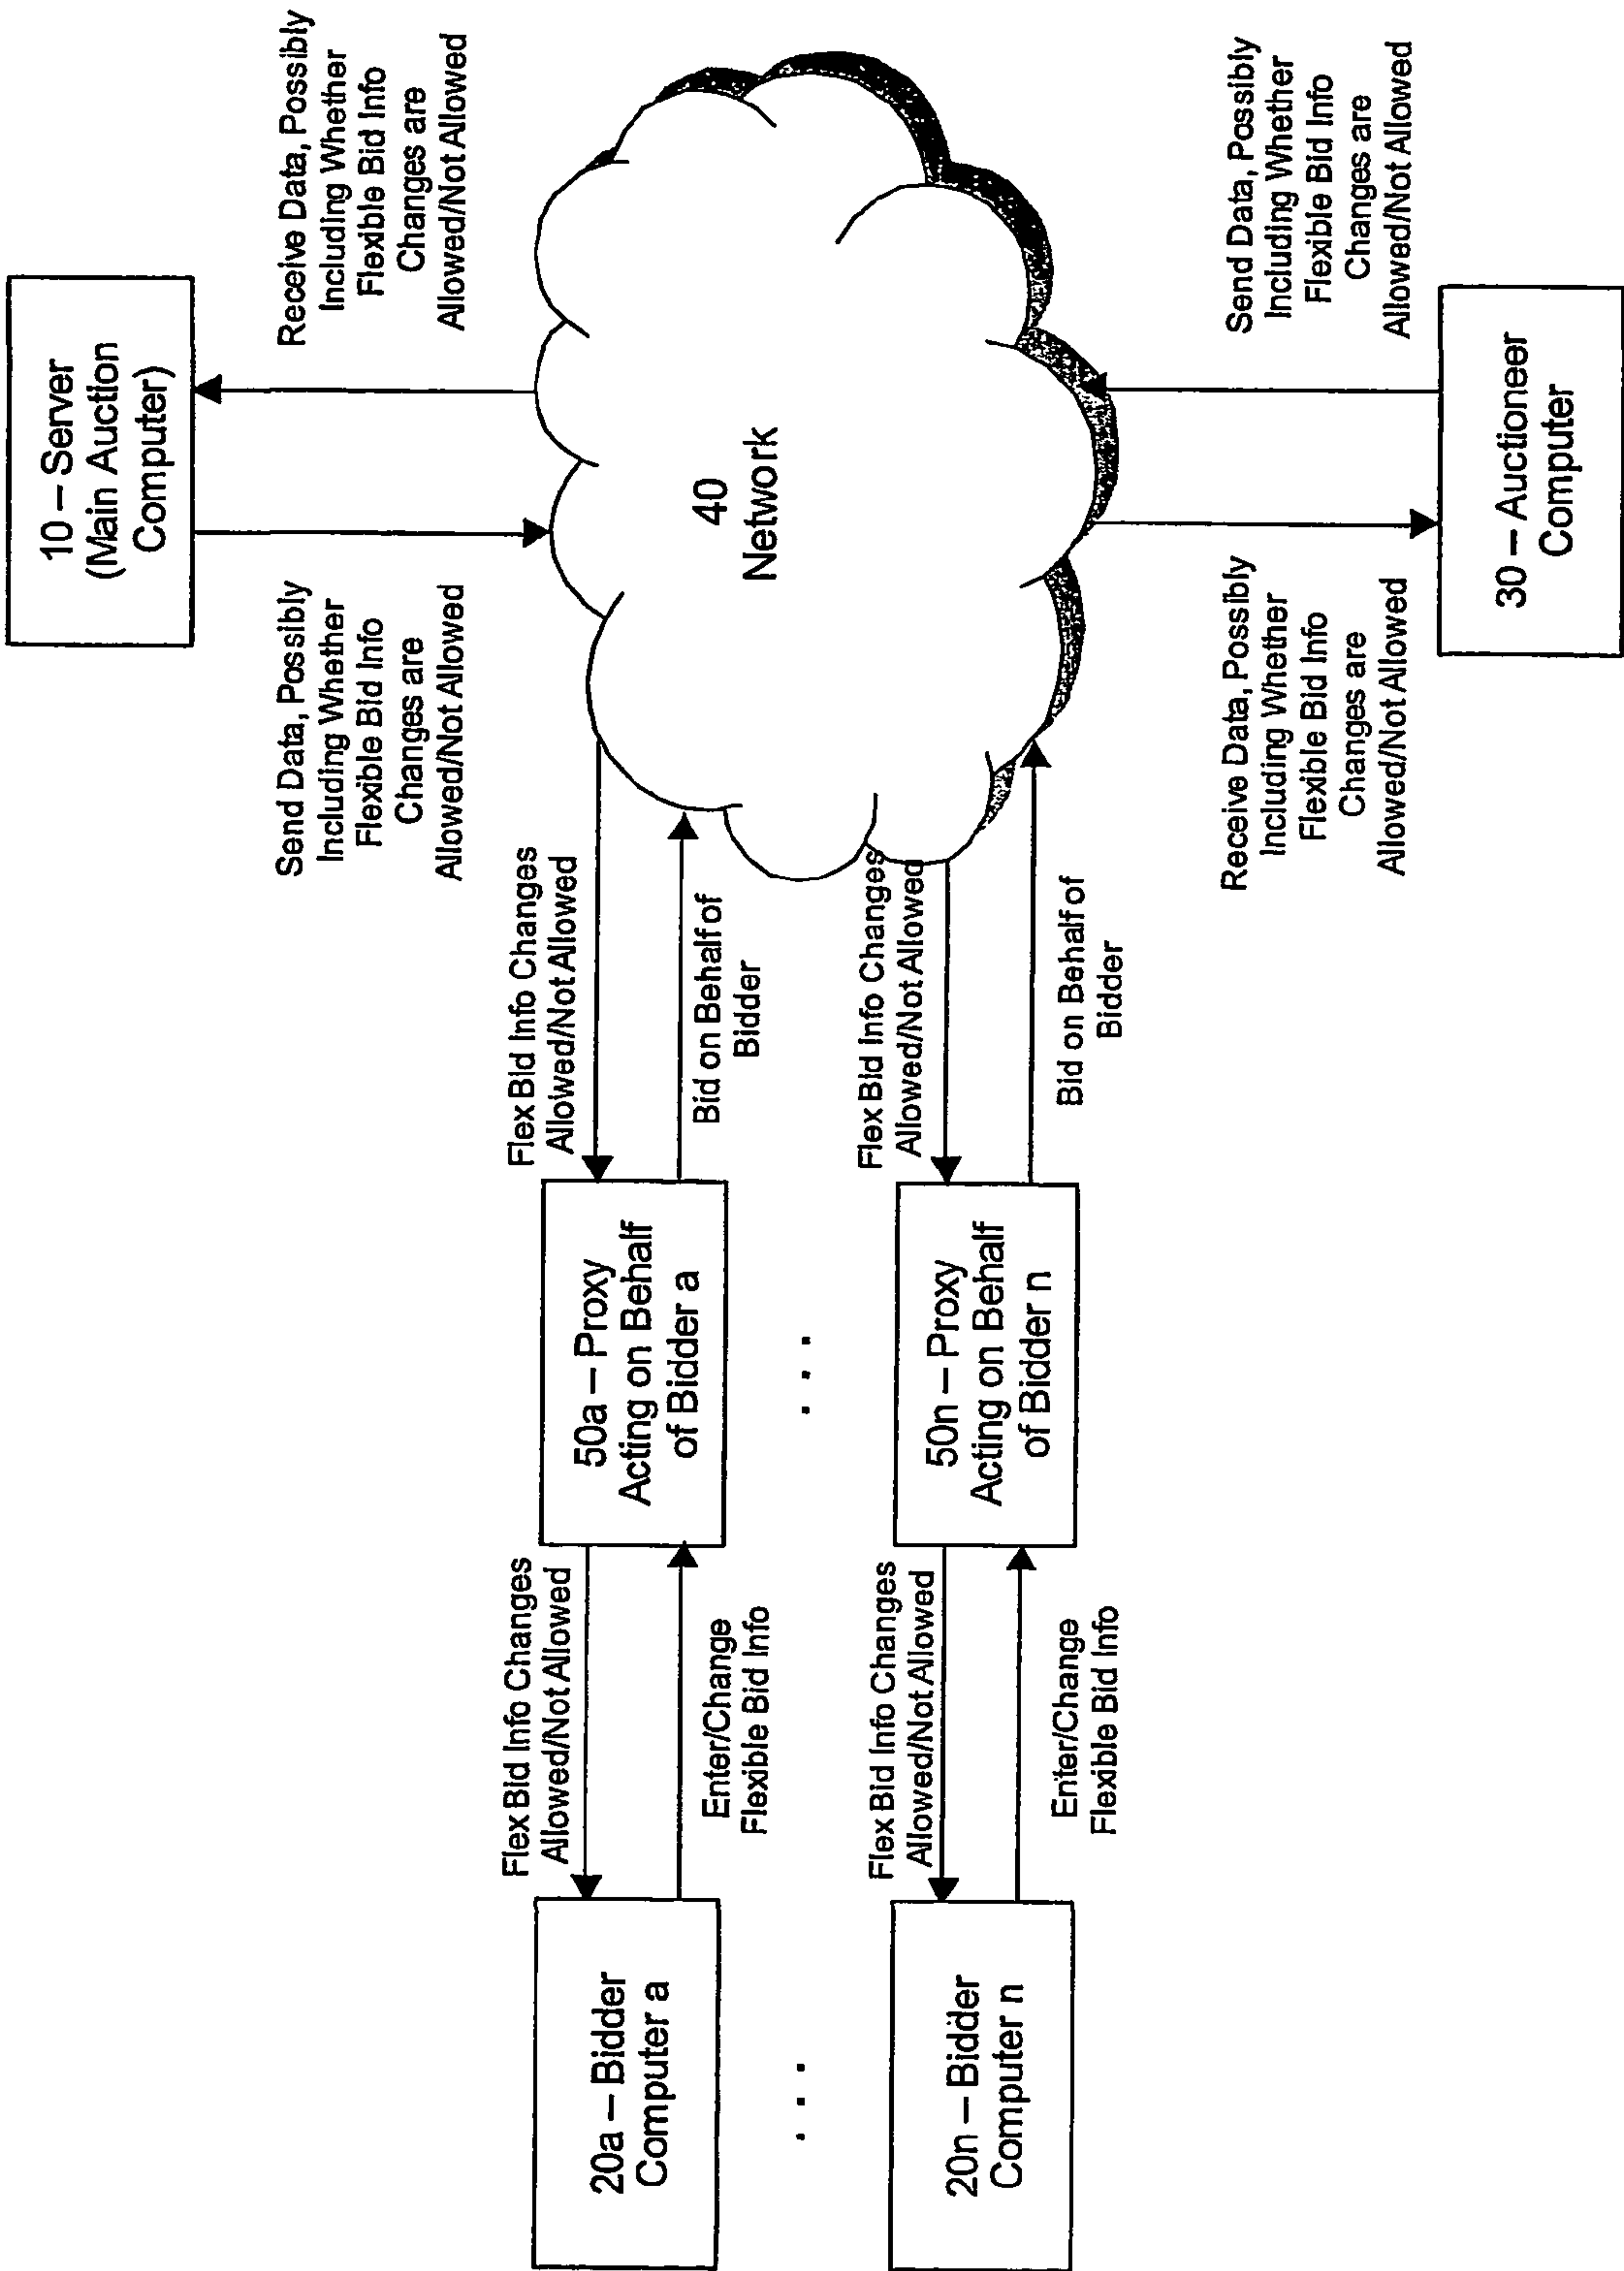 10 – Server
(Main Auction
Computer)
Send Data, Possibly
Including Whether
Flexible Bid Info
Changes are
Allowed/Not Allowed
Receive Data, Possibly
Including Whether
Flexible Bid Info
Changes are
Allowed/Not Allowed
20a – Bidder
Computer a
Flex Bid Info Changes
Allowed/Not Allowed
Enter/Change
Flexible Bid Info
50a – Proxy
Acting on Behalf
of Bidder a
Flex Bid Info Changes
Allowed/Not Allowed
Bid on Behalf of
Bidder
40
Network
. . .
. . .
20n – Bidder
Computer n
Flex Bid Info Changes
Allowed/Not Allowed
Enter/Change
Flexible Bid Info
50n – Proxy
Acting on Behalf
of Bidder n
Flex Bid Info Changes
Allowed/Not Allowed
Bid on Behalf of
Bidder
Receive Data, Possibly
Including Whether
Flexible Bid Info
Changes are
Allowed/Not Allowed
Send Data, Possibly
Including Whether
Flexible Bid Info
Changes are
Allowed/Not Allowed
30 – Auctioneer
Computer